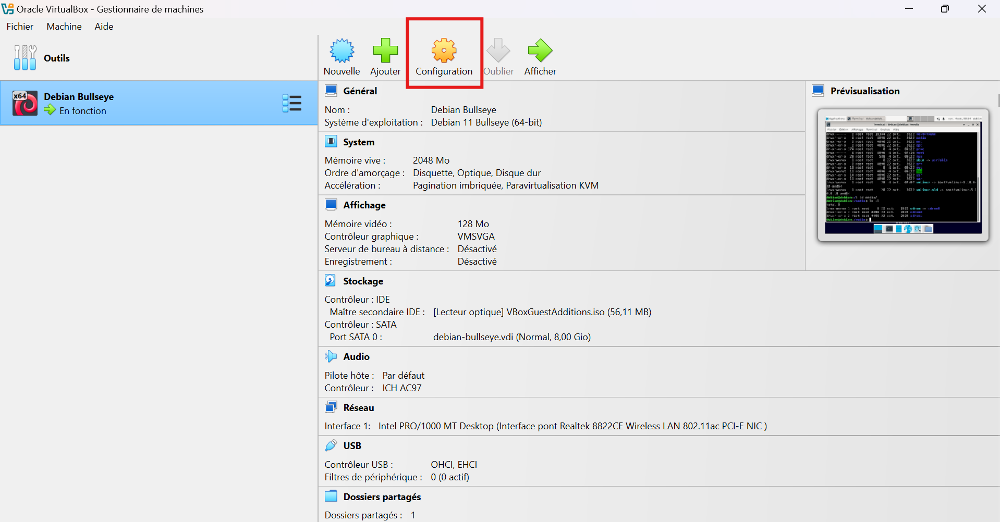 Oracle VirtualBox - Gestionnaire de machines
Fichier Machine Aide
Outils
Nouvelle Ajouter Configuration Oublier Afficher
x64
Debian Bullseye
En fonction
Général
Nom : Debian Bullseye
Système d'exploitation : Debian 11 Bullseye (64-bit)
Prévisualisation
System
Mémoire vive : 2048 Mo
Ordre d'amorçage : Disquette, Optique, Disque dur
Accélération : Pagination imbriquée, Paravirtualisation KVM
Affichage
Mémoire vidéo : 128 Mo
Contrôleur graphique : VMSVGA
Serveur de bureau à distance : Désactivé
Enregistrement : Désactivé
Stockage
Contrôleur : IDE
Maître secondaire IDE : [Lecteur optique] VBoxGuestAdditions.iso (56,11 MB)
Contrôleur : SATA
Port SATA 0 : debian-bullseye.vdi (Normal, 8,00 Gio)
Audio
Pilote hôte : Par défaut
Contrôleur : ICH AC97
Réseau
Interface 1: Intel PRO/1000 MT Desktop (Interface pont Realtek 8822CE Wireless LAN 802.11ac PCI-E NIC )
USB
Contrôleur USB : OHCI, EHCI
Filtres de périphérique : 0 (0 actif)
Dossiers partagés
Dossiers partagés : 1